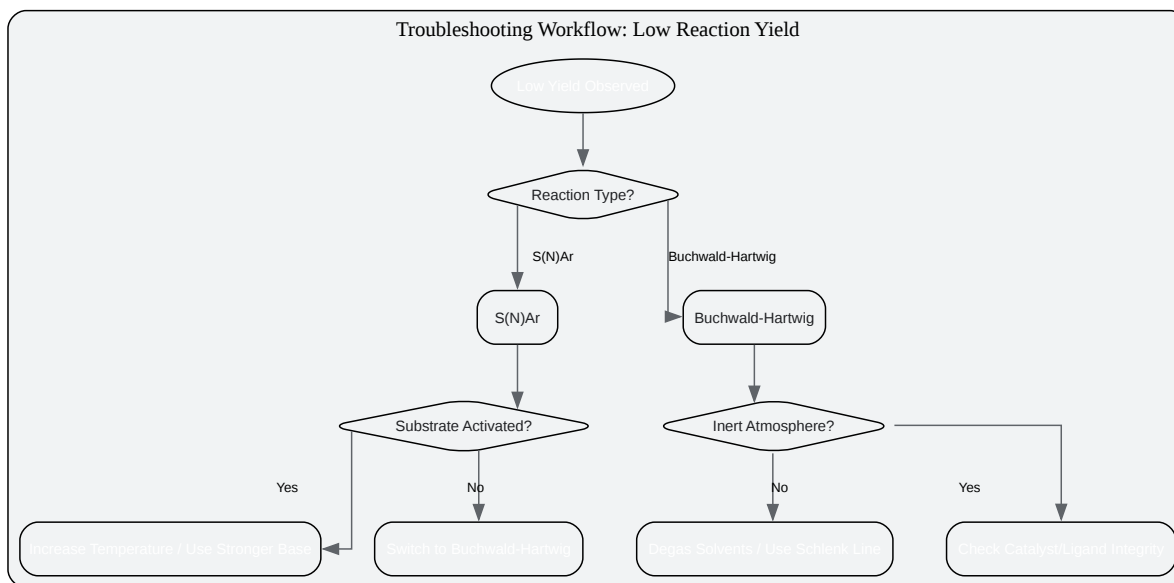 Troubleshooting Workflow: Low Reaction Yield
Low Yield Observed
Reaction Type?
S(N)Ar
Buchwald-Hartwig
S(N)Ar
Buchwald-Hartwig
Substrate Activated?
Inert Atmosphere?
Yes
No
No
Yes
Increase Temperature / Use Stronger Base
Switch to Buchwald-Hartwig
Degas Solvents / Use Schlenk Line
Check Catalyst/Ligand Integrity